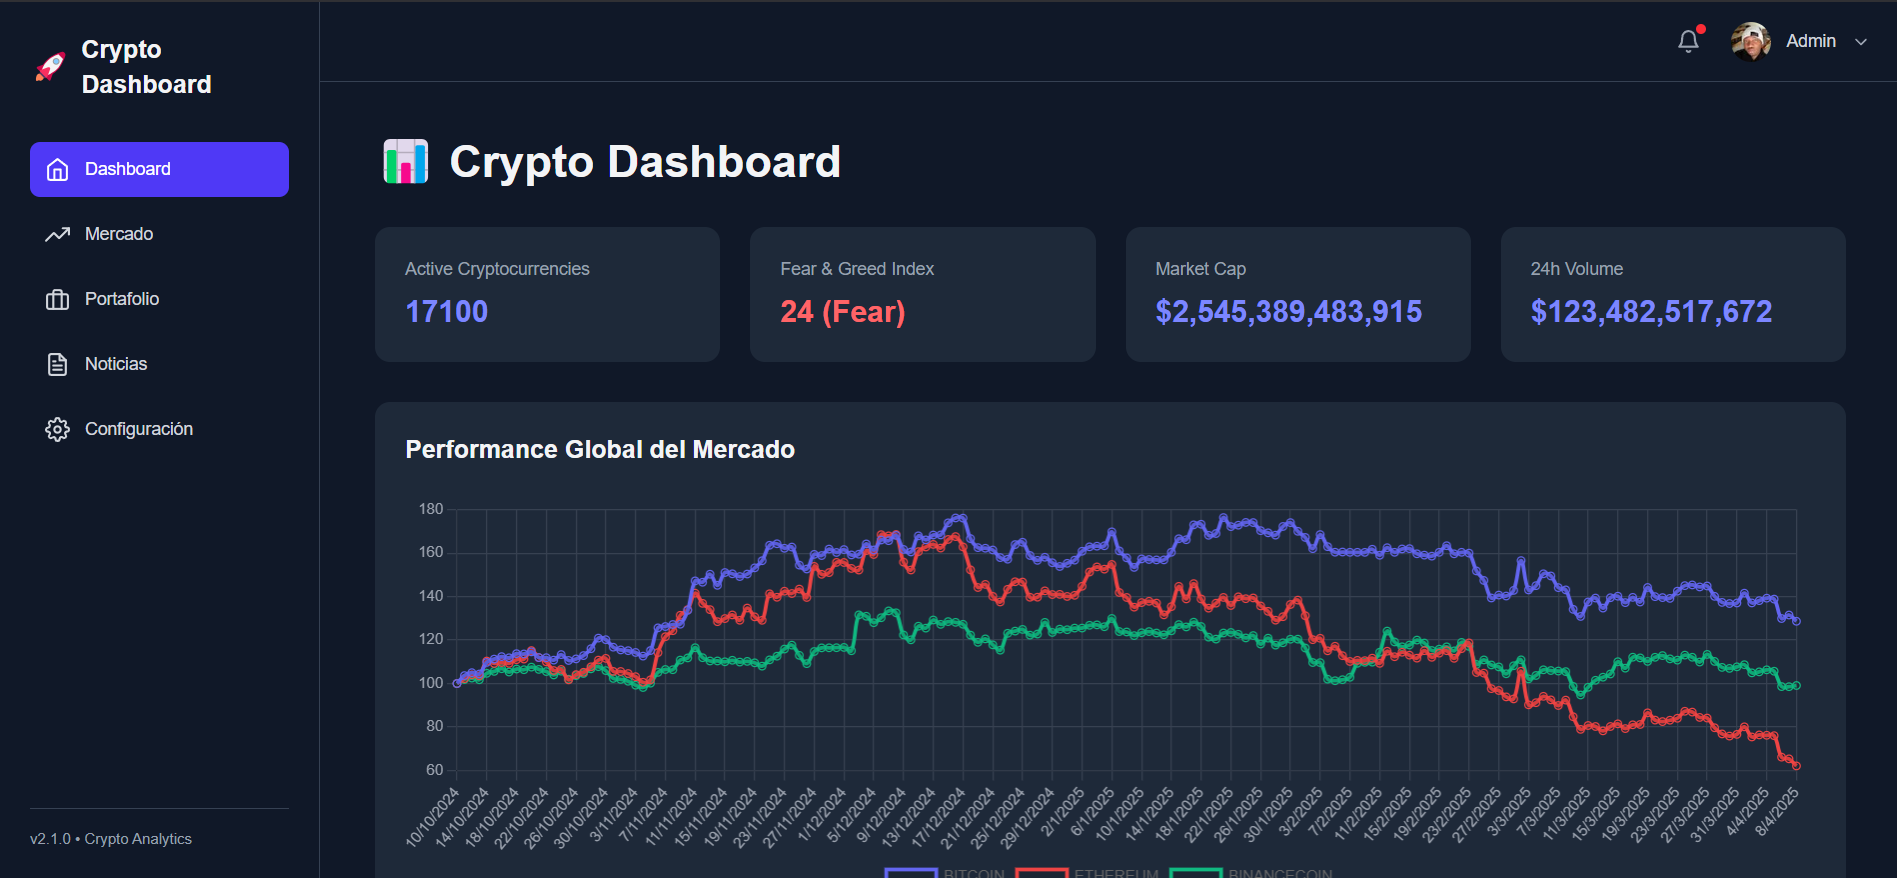 Crypto
Dashboard
Admin
Dashboard
Mercado
Portafolio
Noticias
Configuración
v2.1.0 • Crypto Analytics
Crypto Dashboard
Active Cryptocurrencies
17100
Fear & Greed Index
24 (Fear)
Market Cap
$2,545,389,483,915
24h Volume
$123,482,517,672
Performance Global del Mercado
180
160
140
120
100
80
60
10/10/2024
14/10/2024
18/10/2024
22/10/2024
26/10/2024
30/10/2024
3/11/2024
7/11/2024
11/11/2024
15/11/2024
19/11/2024
23/11/2024
27/11/2024
1/12/2024
5/12/2024
9/12/2024
13/12/2024
17/12/2024
21/12/2024
25/12/2024
29/12/2024
2/1/2025
6/1/2025
10/1/2025
14/1/2025
18/1/2025
22/1/2025
26/1/2025
30/1/2025
3/2/2025
7/2/2025
11/2/2025
15/2/2025
19/2/2025
23/2/2025
27/2/2025
3/3/2025
7/3/2025
11/3/2025
15/3/2025
19/3/2025
23/3/2025
27/3/2025
31/3/2025
4/4/2025
8/4/2025
BITCOIN
ETHEREUM
BINANCECOIN